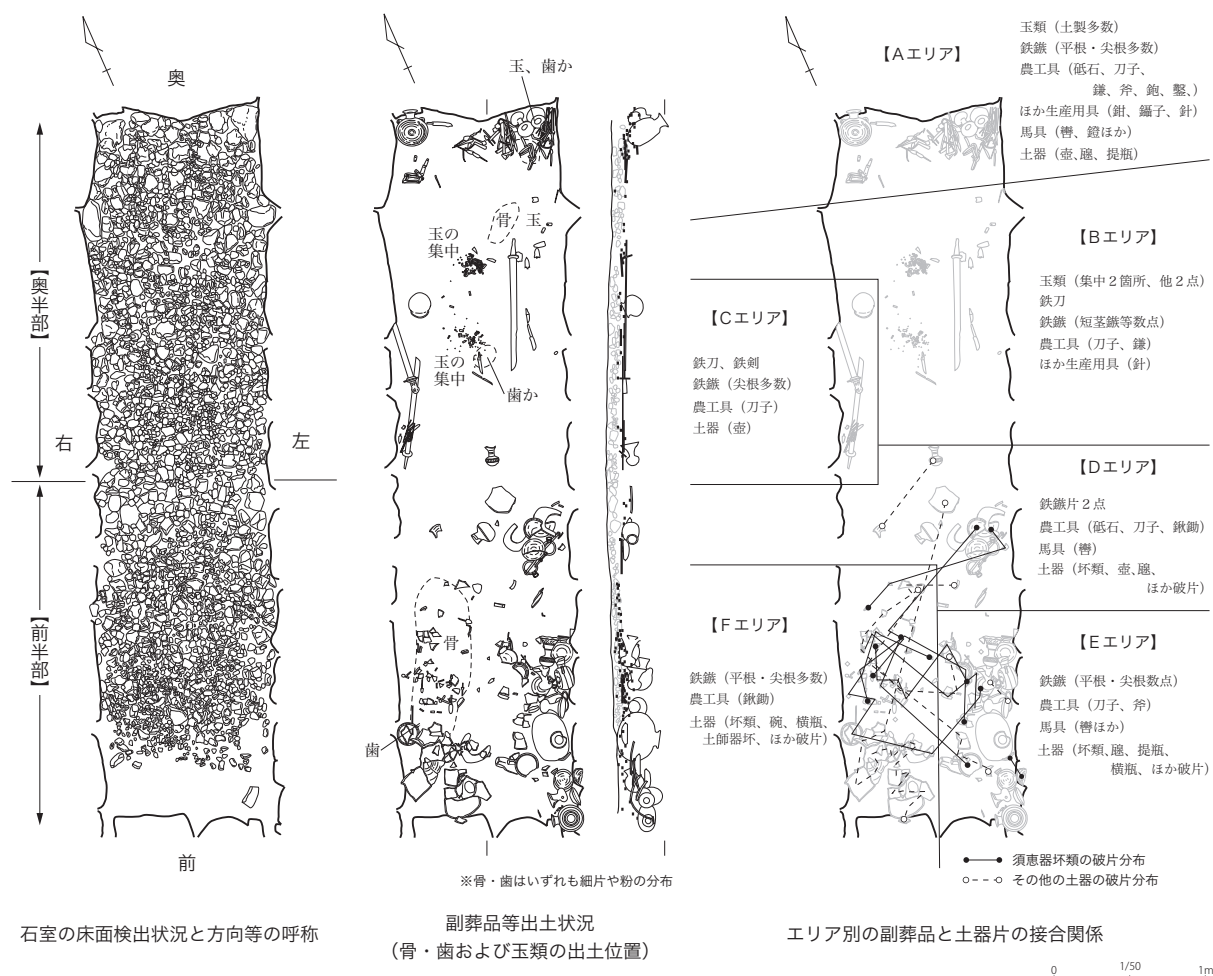 奥
【奥半部】
右
左
【前半部】
前
石室の床面検出状況と方向等の呼称
玉、歯か
骨
玉
玉の
集中
玉の
集中
歯か
骨
歯
※骨・歯はいずれも細片や粉の分布
副葬品等出土状況
(骨・歯および玉類の出土位置)
【Aエリア】
玉類(土製多数)
鉄鏃(平根・尖根多数)
農工具(砥石、刀子、
鎌、斧、鉇、鑿、)
ほか生産用具(鉗、鑷子、針)
馬具(轡、鐙ほか)
土器(壺、𤭯、提瓶)
【Bエリア】
玉類(集中2箇所、他2点)
鉄刀
鉄鏃(短茎鏃等数点)
農工具(刀子、鎌)
ほか生産用具(針)
【Cエリア】
鉄刀、鉄剣
鉄鏃(尖根多数)
農工具(刀子)
土器(壺)
【Dエリア】
鉄鏃片2点
農工具(砥石、刀子、鍬鋤)
馬具(轡)
土器(坏類、壺、𤭯、
ほか破片)
【Eエリア】
鉄鏃(平根・尖根数点)
農工具(刀子、斧)
馬具(轡ほか)
土器(坏類、𤭯、提瓶、
横瓶、ほか破片)
【Fエリア】
鉄鏃(平根・尖根多数)
農工具(鍬鋤)
土器(坏類、碗、横瓶、
土師器坏、ほか破片)
須恵器坏類の破片分布
その他の土器の破片分布
エリア別の副葬品と土器片の接合関係
0 1/50 1m